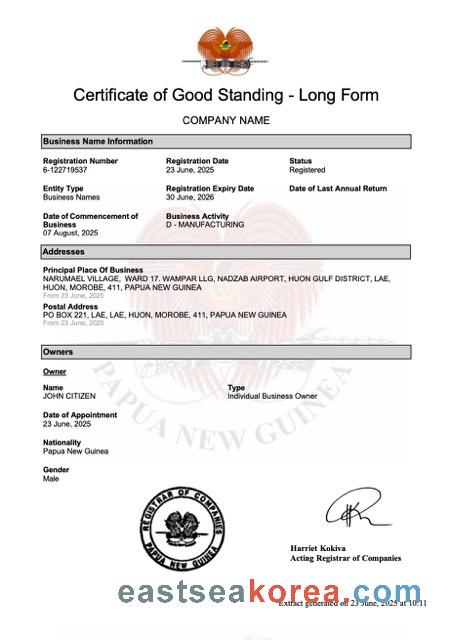 Certificate of Good Standing - Long Form
COMPANY NAME
Business Name Information
Registration Number Registration Date Status
6-122719537 23 June, 2025 Registered
Entity Type Registration Expiry Date Date of Last Annual Return
Business Names 30 June, 2026
Date of Commencement of Business Activity
Business D - MANUFACTURING
07 August, 2025
Addresses
Principal Place Of Business
NARUMAEL VILLAGE, WARD 17. WAMPAR LLG, NADZAB AIRPORT, HUON GULF DISTRICT, LAE,
HUON, MOROBE, 411, PAPUA NEW GUINEA
From 23 June, 2025
Postal Address
PO BOX 221, LAE, LAE, HUON, MOROBE, 411, PAPUA NEW GUINEA
From 23 June, 2025
Owners
Owner
Name Type
JOHN CITIZEN Individual Business Owner
Date of Appointment
23 June, 2025
Nationality
Papua New Guinea
Gender
Male
PAPUA NEW GUINEA
REGISTRAR OF COMPANIES
PAPUA NEW GUINEA
Harriet Kokiva
Acting Registrar of Companies
eastseakorea.com
Extract generated on 23 June, 2025 at 10:11